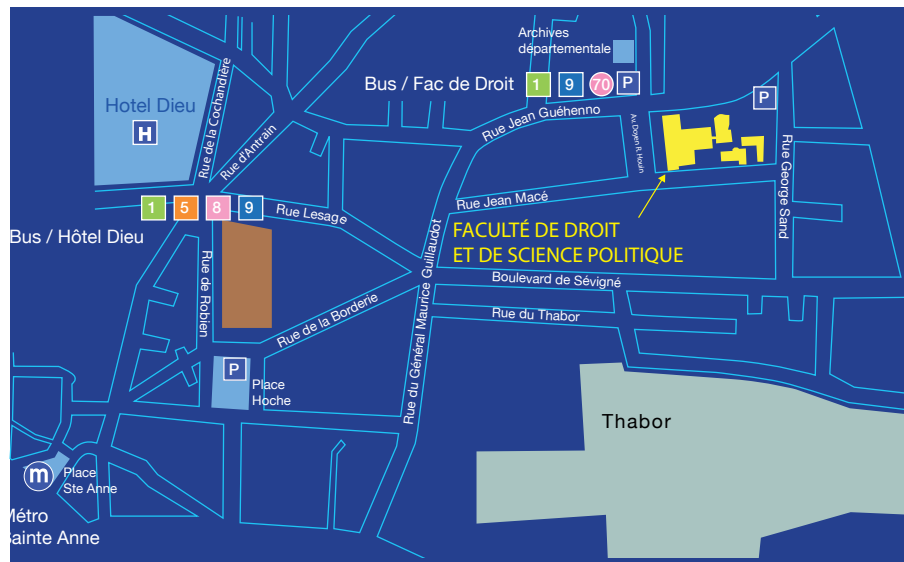 Archives
départementale
Bus / Fac de Droit
1
9
70
P
P
Hotel Dieu
H
Rue de la Cochandière
Rue d'Antrain
Rue Jean Guéhenno
Av. Doyen R. Houin
Rue George Sand
1
5
8
9
Rue Lesage
Rue Jean Macé
Bus / Hôtel Dieu
FACULTÉ DE DROIT
ET DE SCIENCE POLITIQUE
Rue de Robien
Rue du Général Maurice Guillaudot
Boulevard de Sévigné
Rue de la Borderie
Rue du Thabor
P
Place
Hoche
Thabor
m
Place
Ste Anne
Métro
Sainte Anne